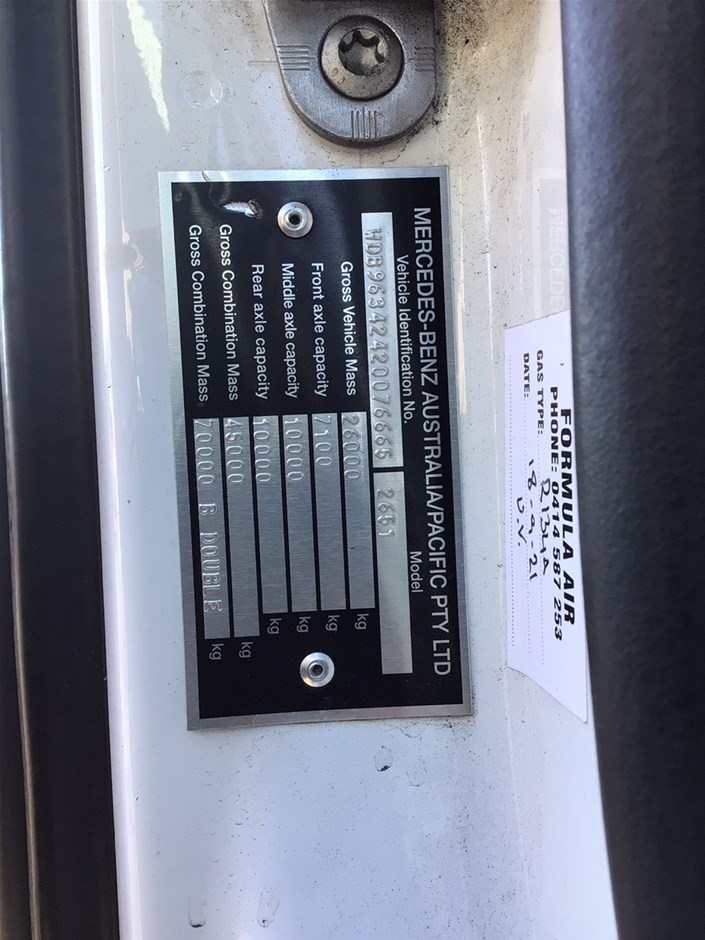 MERCEDES-BENZ AUSTRALIA/PACIFIC PTY LTD
Vehicle Identification No. Model
WDB96342420076665 2651
Gross Vehicle Mass 26000 kg
Front axle capacity 7100 kg
Middle axle capacity 10000 kg
Rear axle capacity 10000 kg
Gross Combination Mass 45000 kg
Gross Combination Mass 70000 B DOUBLE kg
FORMULA AIR
PHONE: 0414 587 253
GAS TYPE: R134A
DATE: 18-9-21